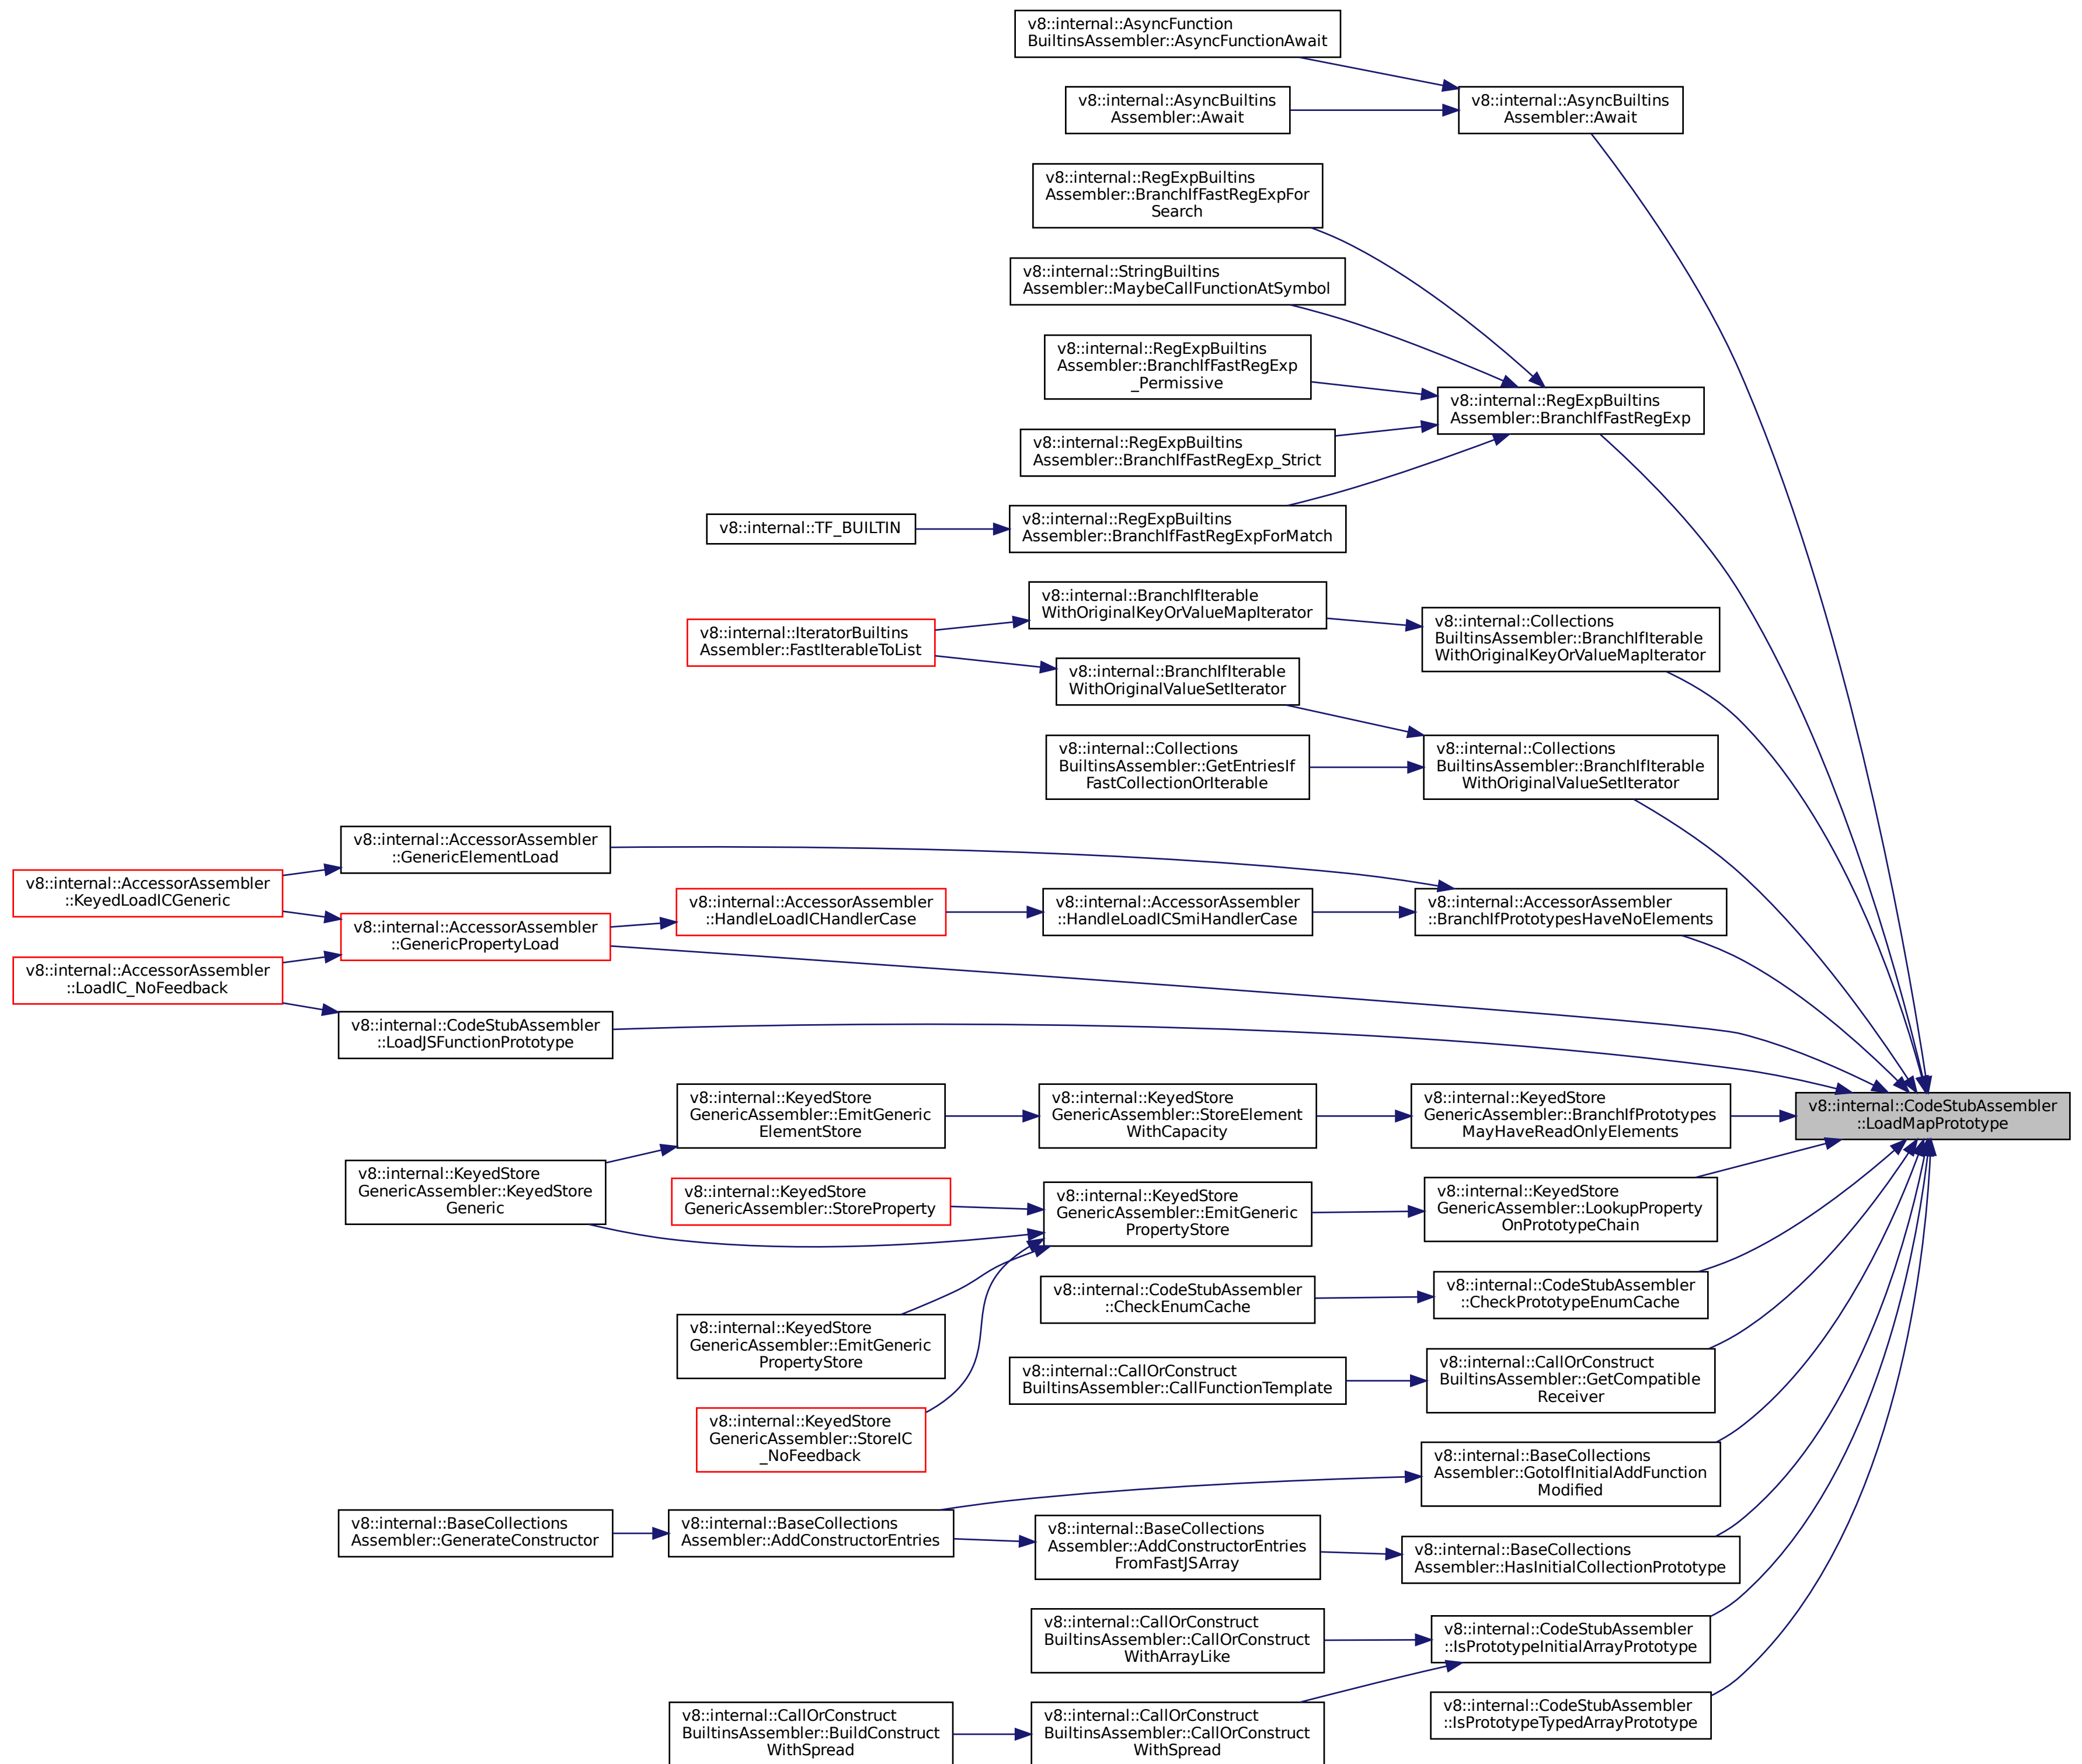 v8::internal::AsyncFunction
BuiltinsAssembler::AsyncFunctionAwait
v8::internal::AsyncBuiltins
Assembler::Await
v8::internal::AsyncBuiltins
Assembler::Await
v8::internal::RegExpBuiltins
Assembler::BranchIfFastRegExpFor
Search
v8::internal::StringBuiltins
Assembler::MaybeCallFunctionAtSymbol
v8::internal::RegExpBuiltins
Assembler::BranchIfFastRegExp
_Permissive
v8::internal::RegExpBuiltins
Assembler::BranchIfFastRegExp
v8::internal::RegExpBuiltins
Assembler::BranchIfFastRegExp_Strict
v8::internal::TF_BUILTIN
v8::internal::RegExpBuiltins
Assembler::BranchIfFastRegExpForMatch
v8::internal::BranchIfIterable
WithOriginalKeyOrValueMapIterator
v8::internal::Collections
BuiltinsAssembler::BranchIfIterable
WithOriginalKeyOrValueMapIterator
v8::internal::IteratorBuiltins
Assembler::FastIterableToList
v8::internal::BranchIfIterable
WithOriginalValueSetIterator
v8::internal::Collections
BuiltinsAssembler::GetEntriesIf
FastCollectionOrIterable
v8::internal::Collections
BuiltinsAssembler::BranchIfIterable
WithOriginalValueSetIterator
v8::internal::AccessorAssembler
::GenericElementLoad
v8::internal::AccessorAssembler
::KeyedLoadICGeneric
v8::internal::AccessorAssembler
::HandleLoadICHandlerCase
v8::internal::AccessorAssembler
::HandleLoadICSmiHandlerCase
v8::internal::AccessorAssembler
::BranchIfPrototypesHaveNoElements
v8::internal::AccessorAssembler
::GenericPropertyLoad
v8::internal::AccessorAssembler
::LoadIC_NoFeedback
v8::internal::CodeStubAssembler
::LoadJSFunctionPrototype
v8::internal::KeyedStore
GenericAssembler::EmitGeneric
ElementStore
v8::internal::KeyedStore
GenericAssembler::StoreElement
WithCapacity
v8::internal::KeyedStore
GenericAssembler::BranchIfPrototypes
MayHaveReadOnlyElements
v8::internal::CodeStubAssembler
::LoadMapPrototype
v8::internal::KeyedStore
GenericAssembler::KeyedStore
Generic
v8::internal::KeyedStore
GenericAssembler::StoreProperty
v8::internal::KeyedStore
GenericAssembler::EmitGeneric
PropertyStore
v8::internal::KeyedStore
GenericAssembler::LookupProperty
OnPrototypeChain
v8::internal::CodeStubAssembler
::CheckEnumCache
v8::internal::CodeStubAssembler
::CheckPrototypeEnumCache
v8::internal::KeyedStore
GenericAssembler::EmitGeneric
PropertyStore
v8::internal::CallOrConstruct
BuiltinsAssembler::CallFunctionTemplate
v8::internal::CallOrConstruct
BuiltinsAssembler::GetCompatible
Receiver
v8::internal::KeyedStore
GenericAssembler::StoreIC
_NoFeedback
v8::internal::BaseCollections
Assembler::GotoIfInitialAddFunction
Modified
v8::internal::BaseCollections
Assembler::GenerateConstructor
v8::internal::BaseCollections
Assembler::AddConstructorEntries
v8::internal::BaseCollections
Assembler::AddConstructorEntries
FromFastJSArray
v8::internal::BaseCollections
Assembler::HasInitialCollectionPrototype
v8::internal::CallOrConstruct
BuiltinsAssembler::CallOrConstruct
WithArrayLike
v8::internal::CodeStubAssembler
::IsPrototypeInitialArrayPrototype
v8::internal::CallOrConstruct
BuiltinsAssembler::BuildConstruct
WithSpread
v8::internal::CallOrConstruct
BuiltinsAssembler::CallOrConstruct
WithSpread
v8::internal::CodeStubAssembler
::IsPrototypeTypedArrayPrototype